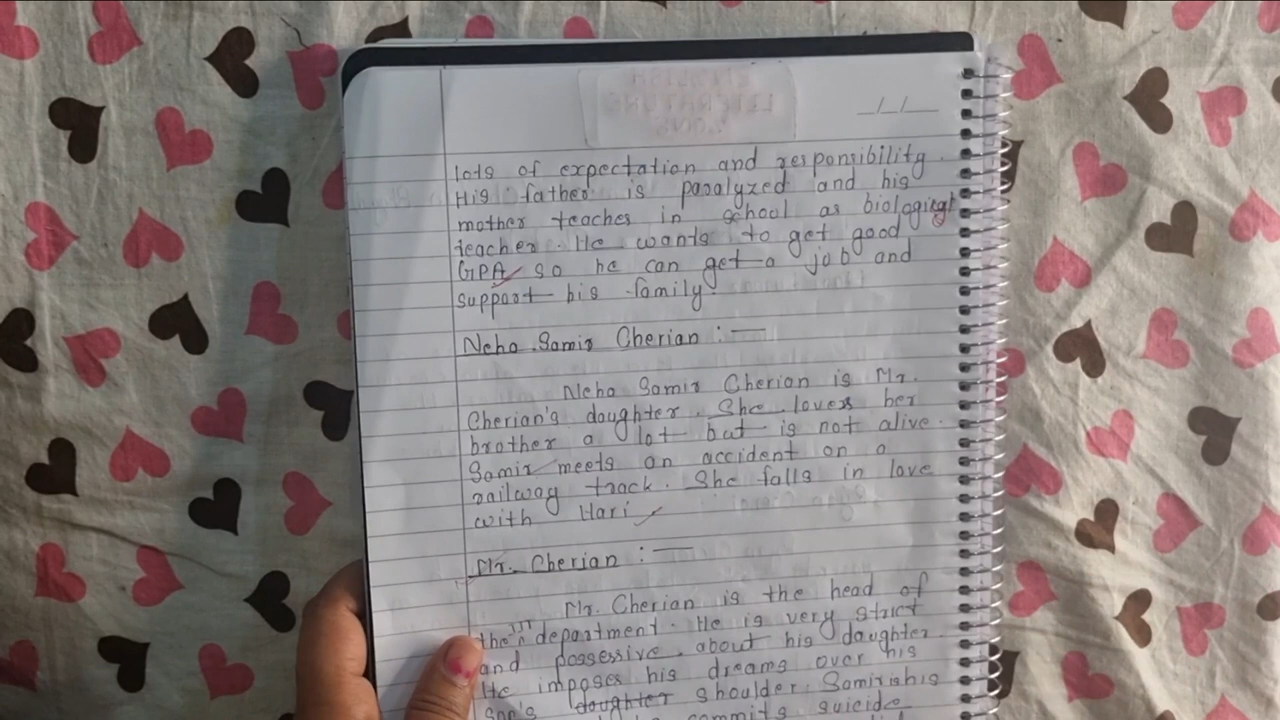 lots of expectation and responsibility.
His father is paralyzed and his
mother teaches in school as biological
teacher. He wants to get good
GPA so he can get a job and
support his family.
Neha Samir Cherian :—
Neha Samir Cherian is Mr.
Cherian's daughter. She loves her
brother a lot but is not alive.
Samir meets an accident on a
railway track. She falls in love
with Hari
Mr. Cherian :—
Mr. Cherian is the head of
the department. He is very strict
and possessive about his daughter.
He imposes his dreams over his
son's daughter shoulder. Samir is his
commits suicide